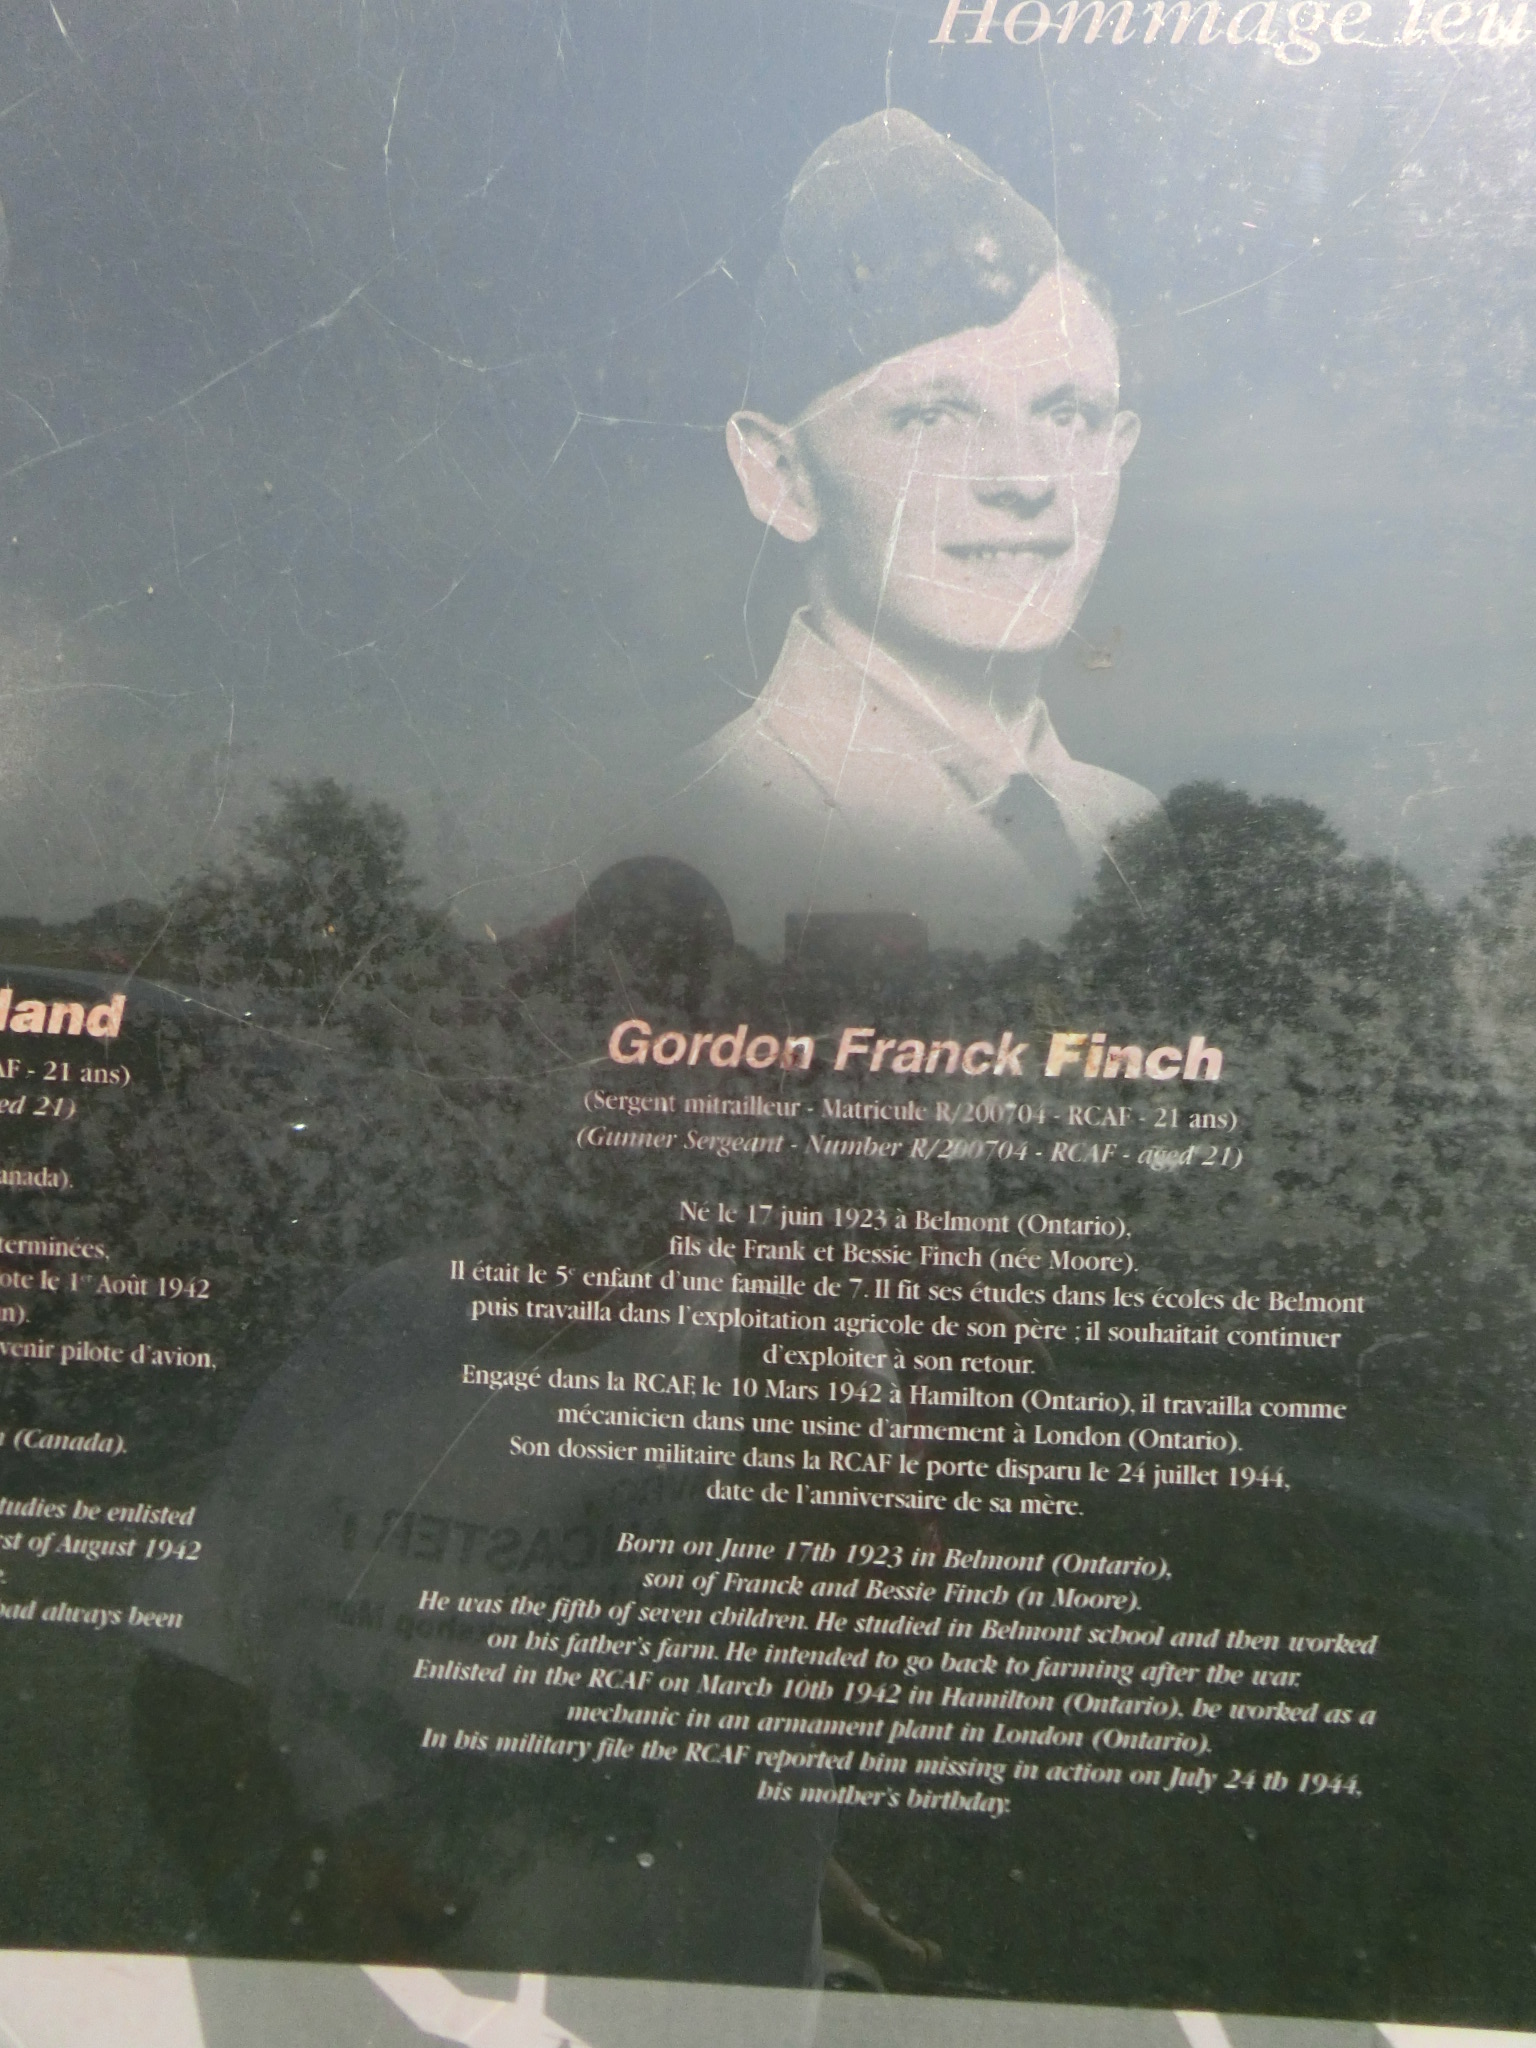 Hommage leu
land
AF - 21 ans)
ed 21)
anada).
terminées,
ote le 1er Août 1942
n).
venir pilote d'avion,
n (Canada).
tudies he enlisted
rst of August 1942
had always been
Gordon Franck Finch
(Sergent mitrailleur - Matricule R/200704 - RCAF - 21 ans)
(Gunner Sergeant - Number R/200704 - RCAF - aged 21)
Né le 17 juin 1923 à Belmont (Ontario),
fils de Frank et Bessie Finch (née Moore).
Il était le 5e enfant d'une famille de 7. Il fit ses études dans les écoles de Belmont
puis travailla dans l'exploitation agricole de son père ; il souhaitait continuer
d'exploiter à son retour.
Engagé dans la RCAF, le 10 Mars 1942 à Hamilton (Ontario), il travailla comme
mécanicien dans une usine d'armement à London (Ontario).
Son dossier militaire dans la RCAF le porte disparu le 24 juillet 1944,
date de l'anniversaire de sa mère.
Born on June 17th 1923 in Belmont (Ontario),
son of Franck and Bessie Finch (n Moore).
He was the fifth of seven children. He studied in Belmont school and then worked
on his father's farm. He intended to go back to farming after the war.
Enlisted in the RCAF on March 10th 1942 in Hamilton (Ontario), he worked as a
mechanic in an armament plant in London (Ontario).
In his military file the RCAF reported him missing in action on July 24 th 1944,
his mother's birthday.